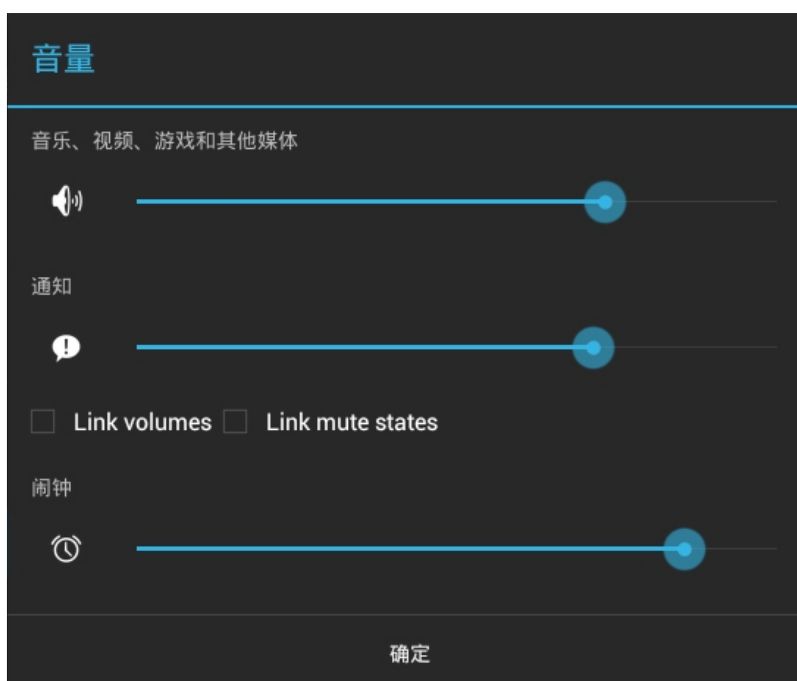 音量
音乐、视频、游戏和其他媒体
通知
Link volumes Link mute states
闹钟
确定